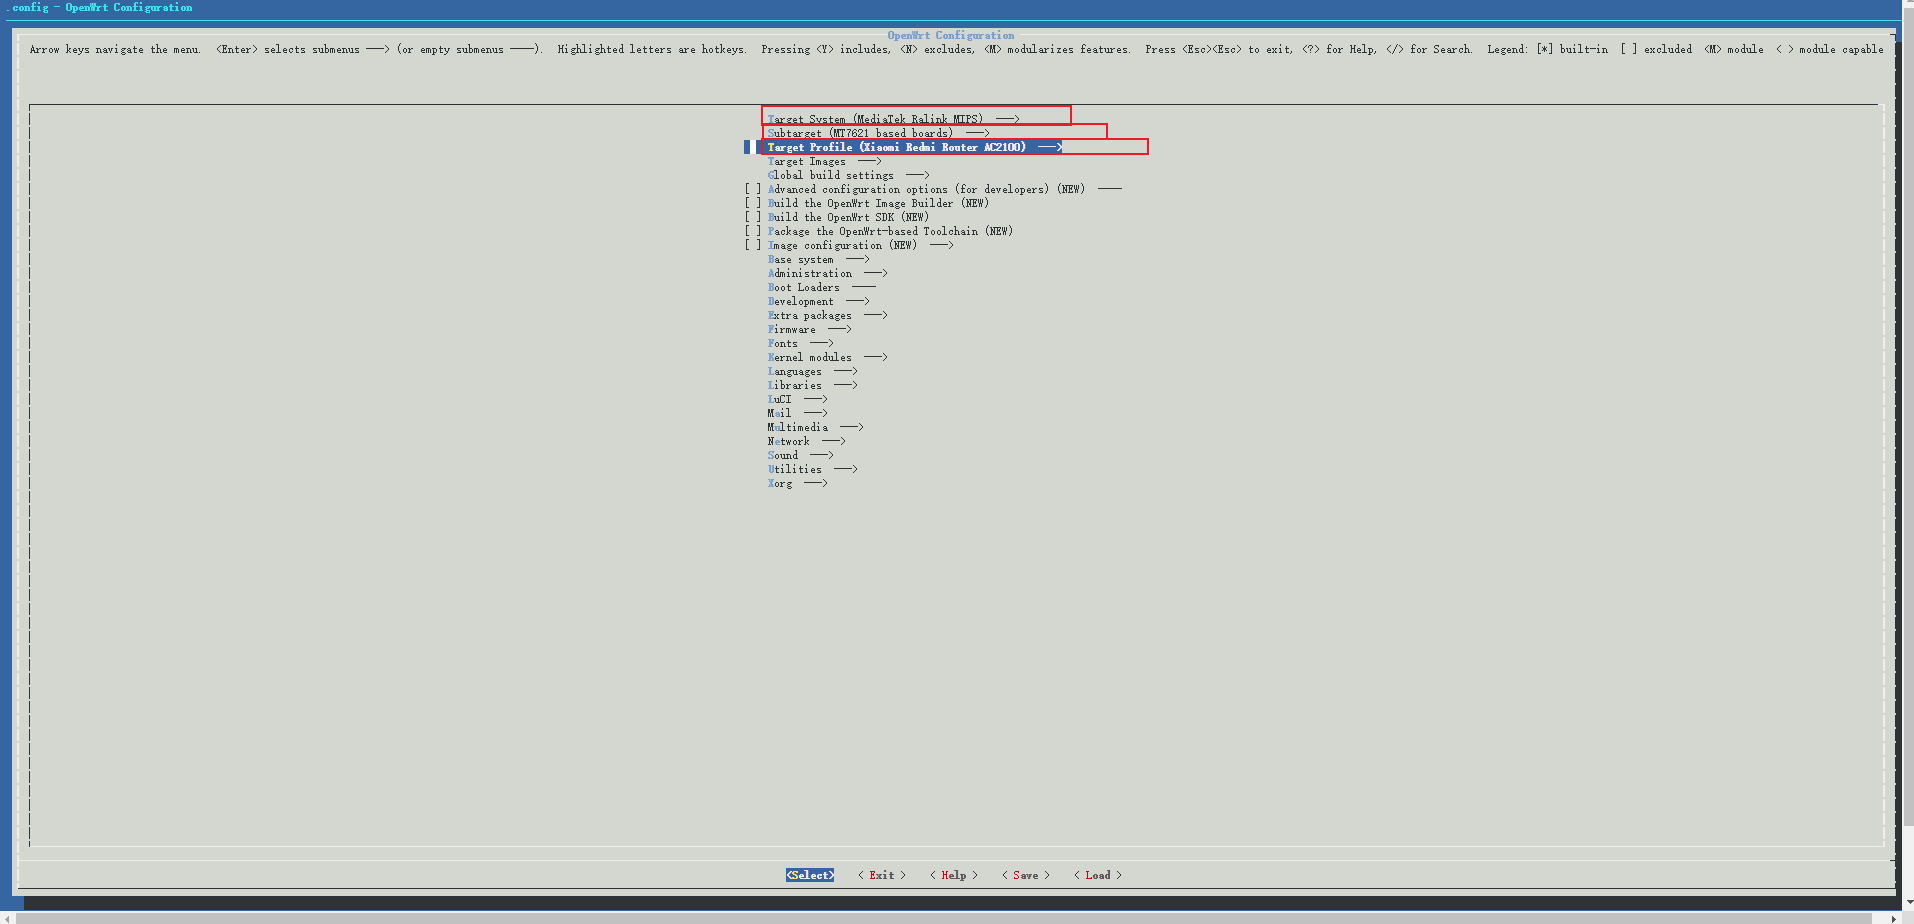 .config - OpenWrt Configuration
OpenWrt Configuration
Arrow keys navigate the menu.  <Enter> selects submenus ---> (or empty submenus ----).  Highlighted letters are hotkeys.  Pressing <Y> includes, <N> excludes, <M> modularizes features.  Press <Esc><Esc> to exit, <?> for Help, </> for Search.  Legend: [*] built-in  [ ] excluded  <M> module  < > module capable
Target System (MediaTek Ralink MIPS)  --->
Subtarget (MT7621 based boards)  --->
Target Profile (Xiaomi Redmi Router AC2100)  --->
Target Images  --->
Global build settings  --->
[ ] Advanced configuration options (for developers) (NEW)  ----
[ ] Build the OpenWrt Image Builder (NEW)
[ ] Build the OpenWrt SDK (NEW)
[ ] Package the OpenWrt-based Toolchain (NEW)
[ ] Image configuration (NEW)  --->
Base system  --->
Administration  --->
Boot Loaders  ----
Development  --->
Extra packages  --->
Firmware  --->
Fonts  --->
Kernel modules  --->
Languages  --->
Libraries  --->
LuCI  --->
Mail  --->
Multimedia  --->
Network  --->
Sound  --->
Utilities  --->
Xorg  --->
<Select>    < Exit >    < Help >    < Save >    < Load >